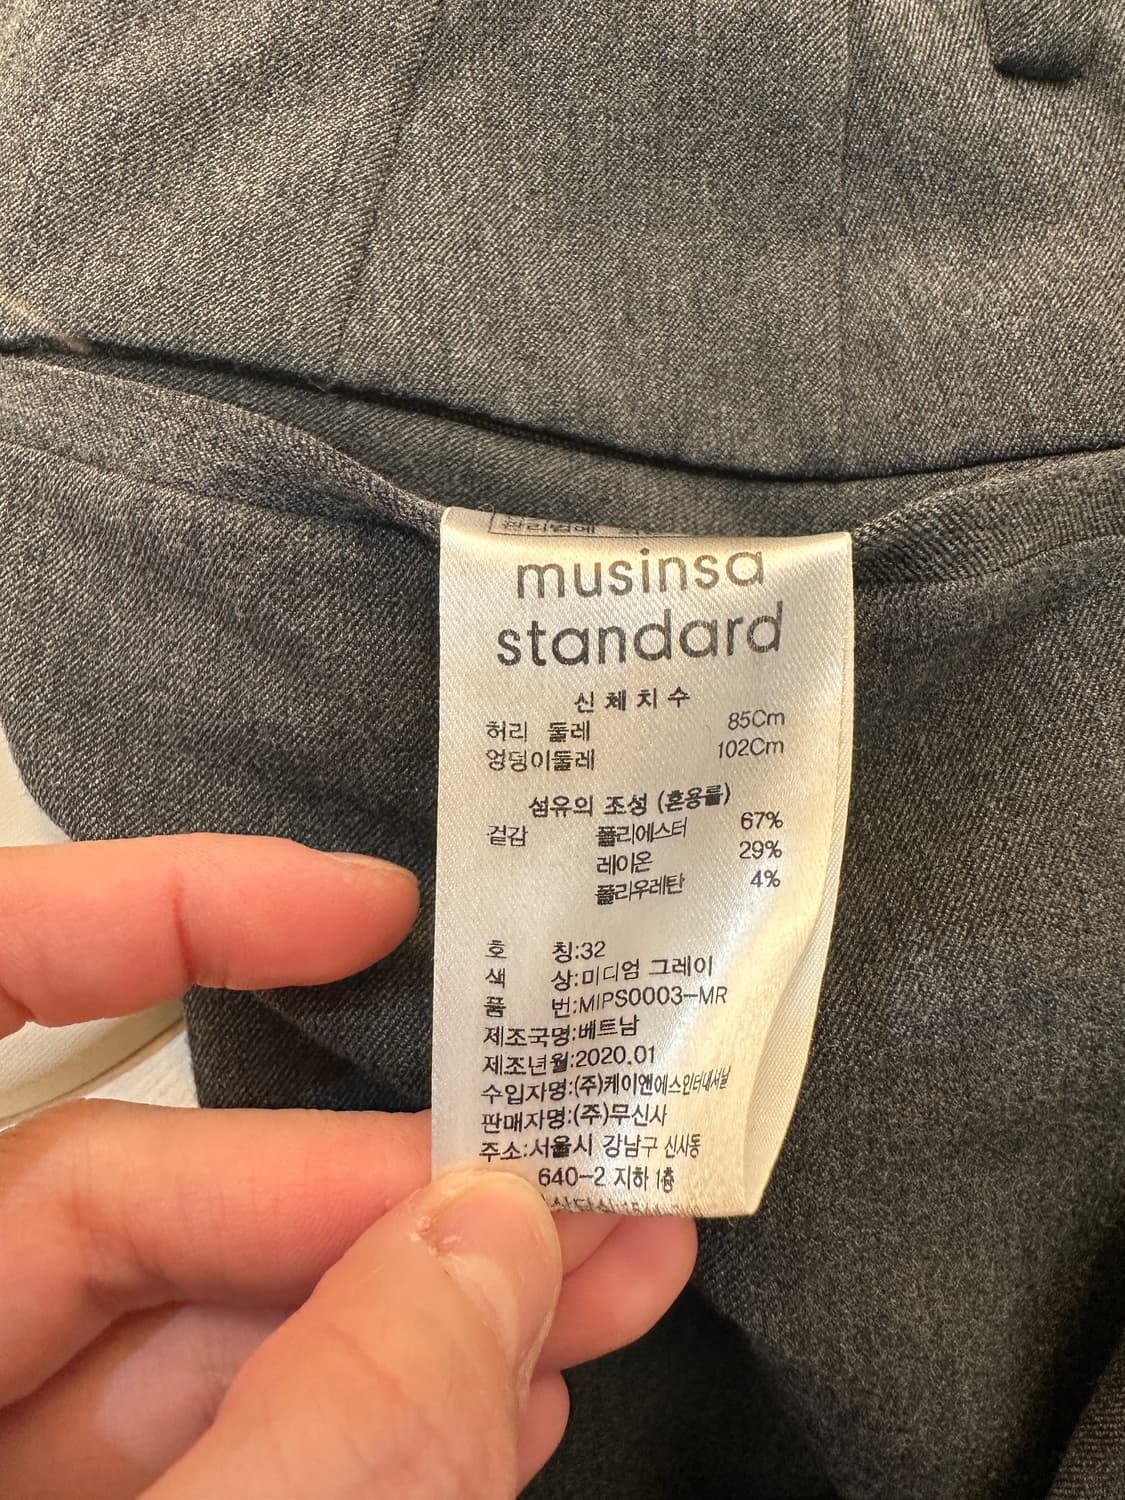 musinsa
standard
신체치수
허리 둘레 85Cm
엉덩이둘레 102Cm
섬유의 조성 (혼용률)
겉감 폴리에스터 67%
레이온 29%
폴리우레탄 4%
호 칭:32
색 상:미디엄 그레이
품 번:MIPS0003-MR
제조국명:베트남
제조년월:2020.01
수입자명:(주)케이앤에스인터내셔날
판매자명:(주)무신사
주소:서울시 강남구 신사동
640-2 지하 1층